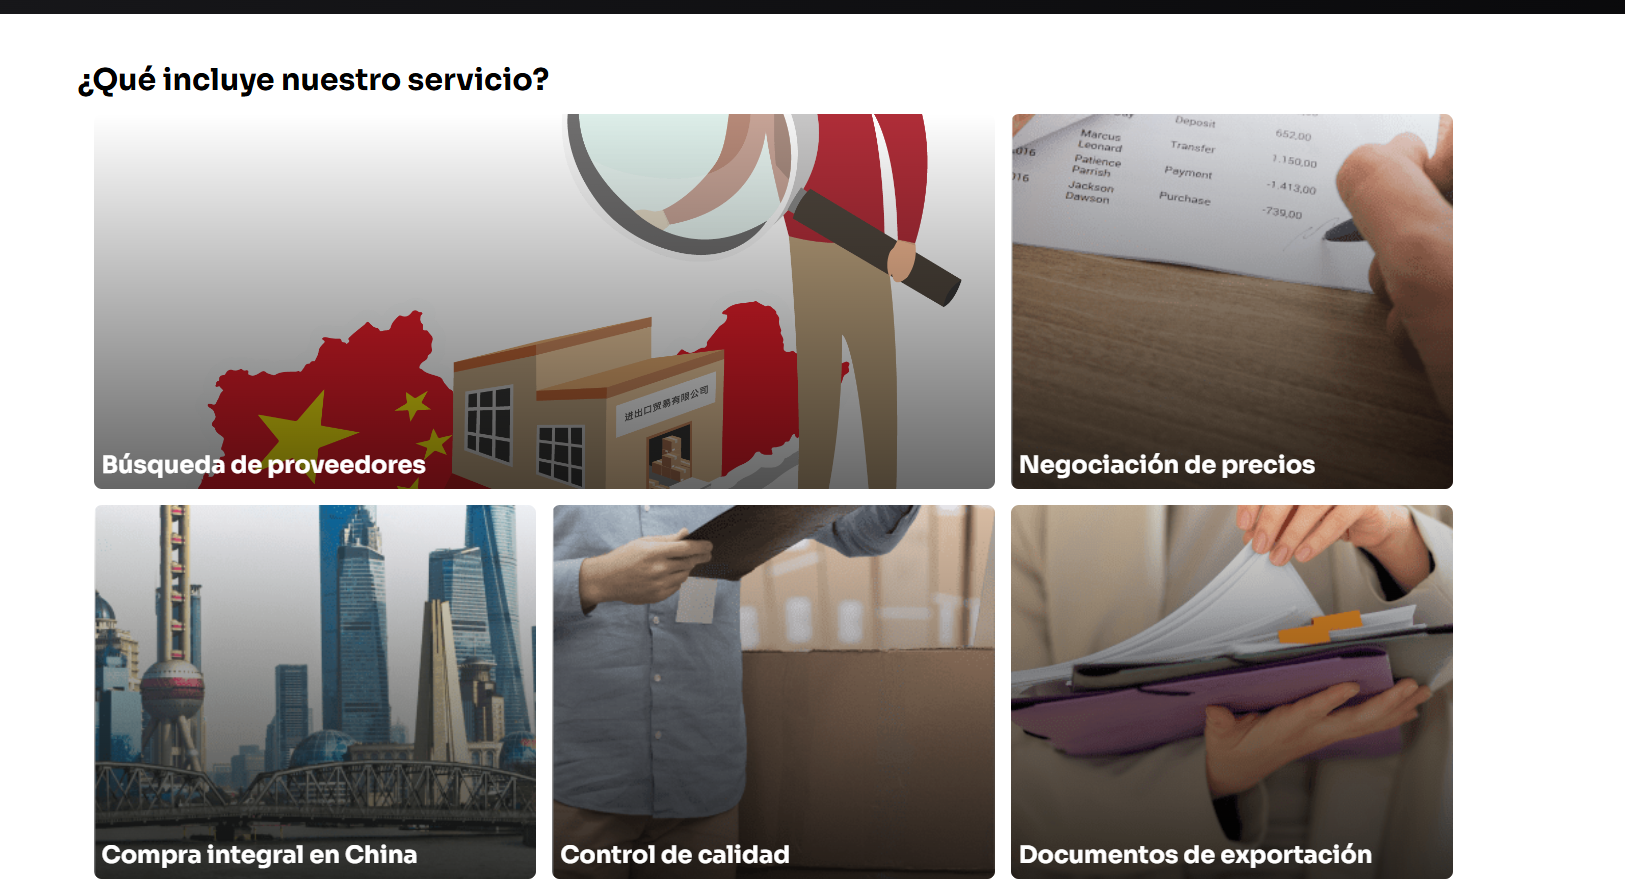 ¿Qué incluye nuestro servicio?
进出口贸易有限公司
Búsqueda de proveedores
Deposit
652,00
Marcus
Leonard
Transfer
1.150,00
Patience
Parrish
Payment
-1.413,00
Jackson
Dawson
Purchase
-739,00
Negociación de precios
Compra integral en China
Control de calidad
Documentos de exportación